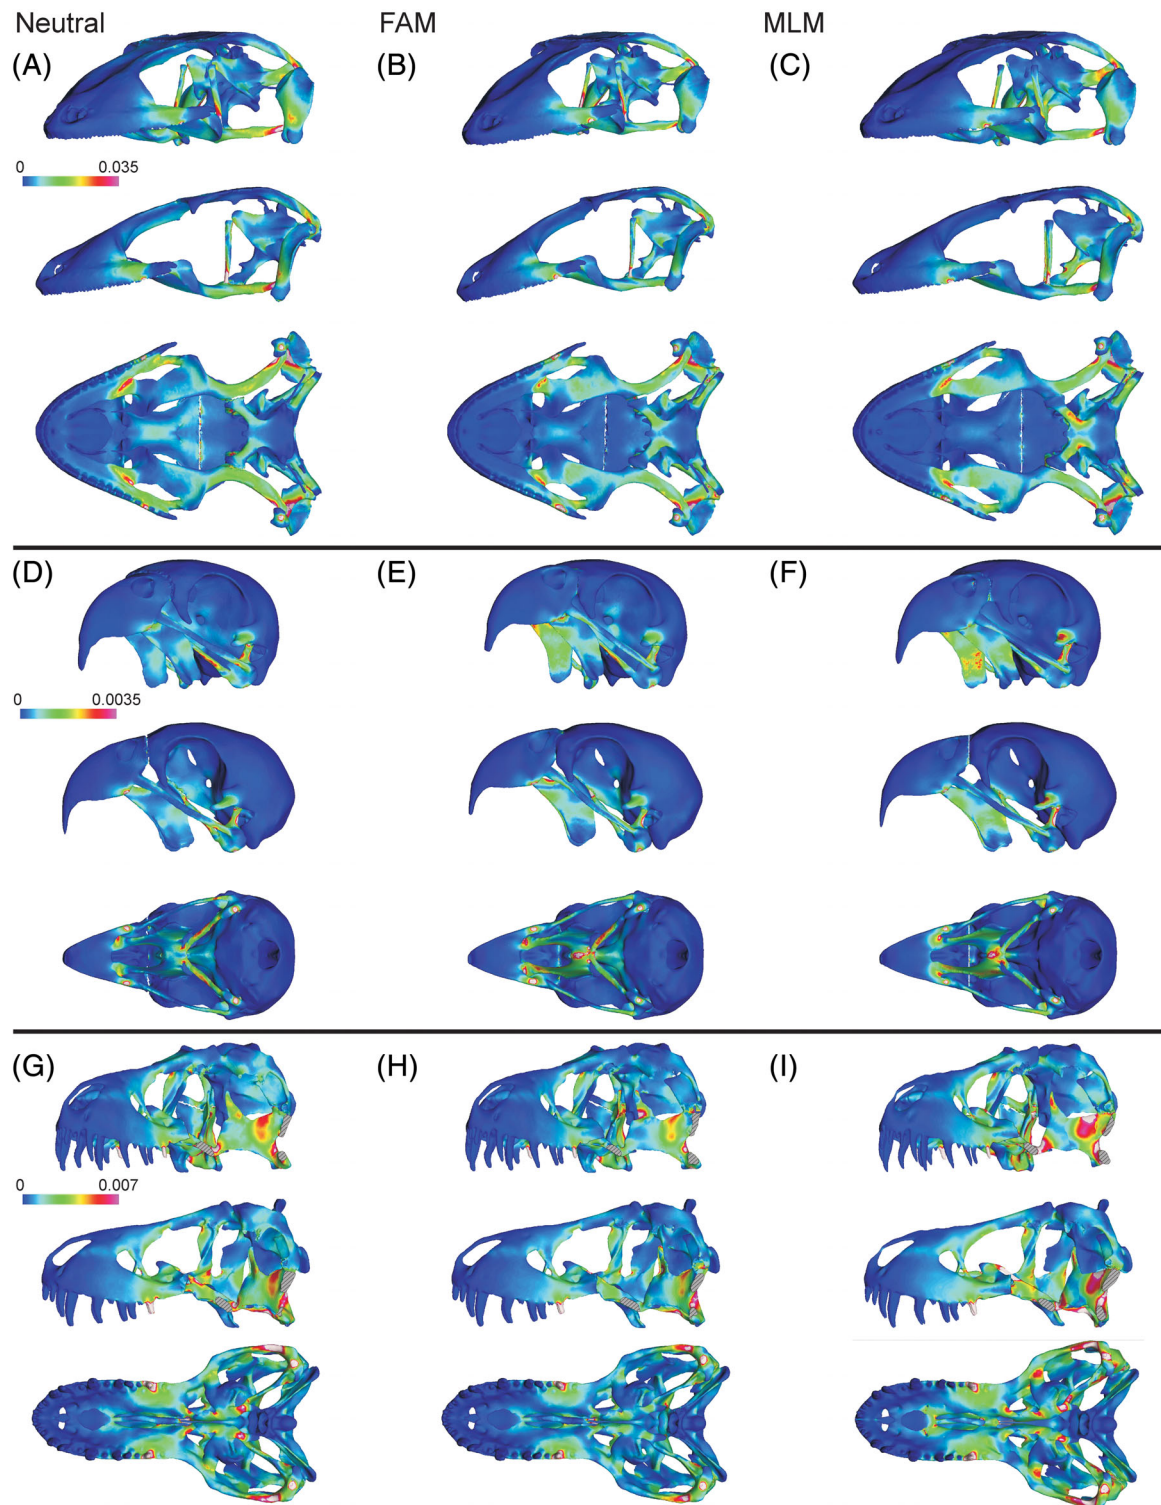 Neutral FAM MLM
(A) (B) (C)
0 0.035
(D) (E) (F)
0 0.0035
(G) (H) (I)
0 0.007